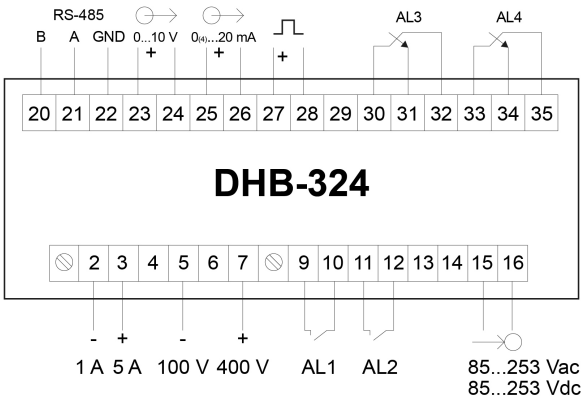 RS-485 AL3 AL4
B A GND 0...10 V 0(4)...20 mA
+ + +
20 21 22 23 24 25 26 27 28 29 30 31 32 33 34 35
DHB-324
2 3 4 5 6 7 9 10 11 12 13 14 15 16
- + - +
1 A 5 A 100 V 400 V AL1 AL2 85...253 Vac
85...253 Vdc